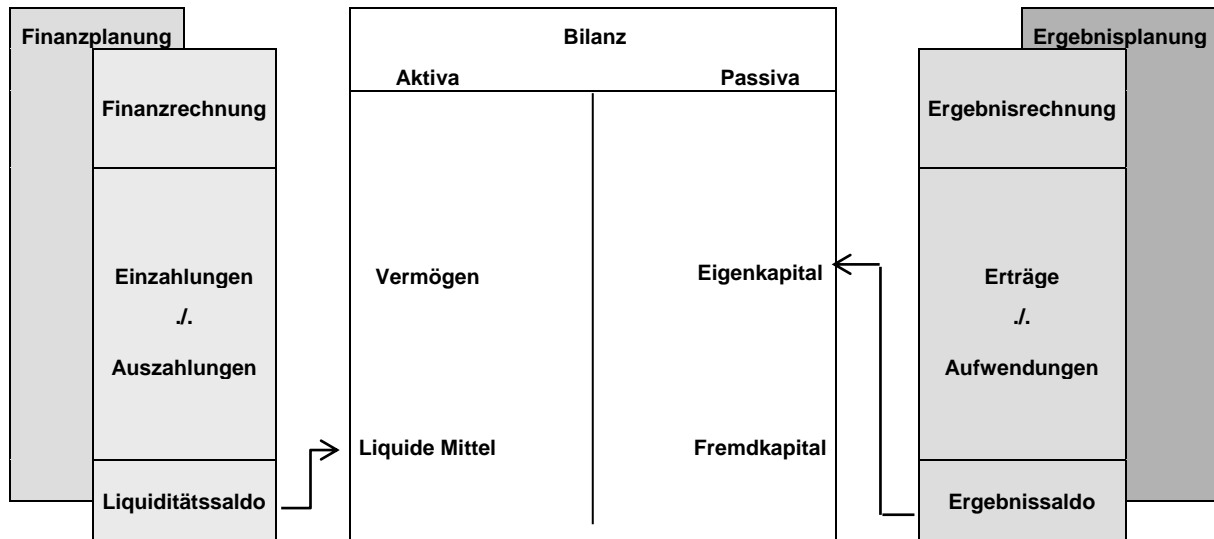 Finanzplanung
Finanzrechnung
Einzahlungen
./.
Auszahlungen
Liquiditätssaldo
Bilanz
Aktiva
Passiva
Vermögen
Eigenkapital
Liquide Mittel
Fremdkapital
Ergebnisplanung
Ergebnisrechnung
Erträge
./.
Aufwendungen
Ergebnissaldo